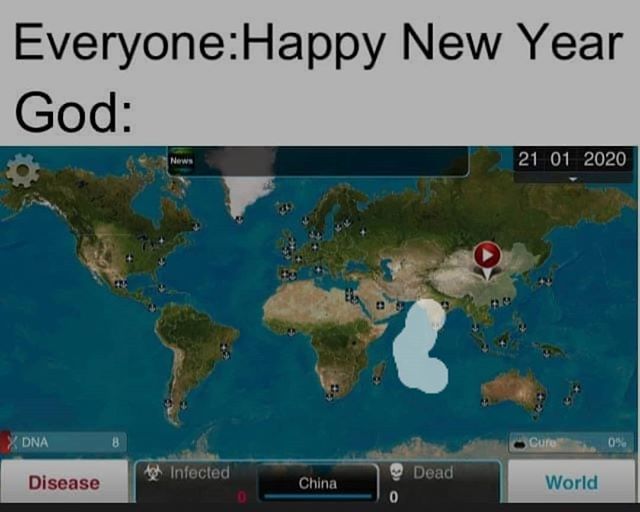 Everyone:Happy New Year
God:
News
21 01 2020
DNA 8
Cure 0%
Disease
Infected
0
China
Dead
0
World